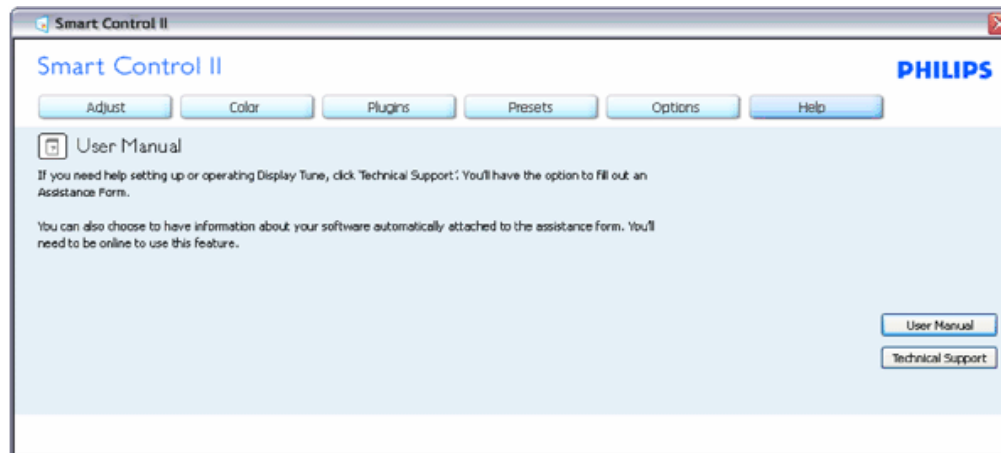 Smart Control II
Smart Control II
PHILIPS
Adjust Color Plugins Presets Options Help
User Manual
If you need help setting up or operating Display Tune, click 'Technical Support'. You'll have the option to fill out an
Assistance Form.
You can also choose to have information about your software automatically attached to the assistance form. You'll
need to be online to use this feature.
User Manual
Technical Support